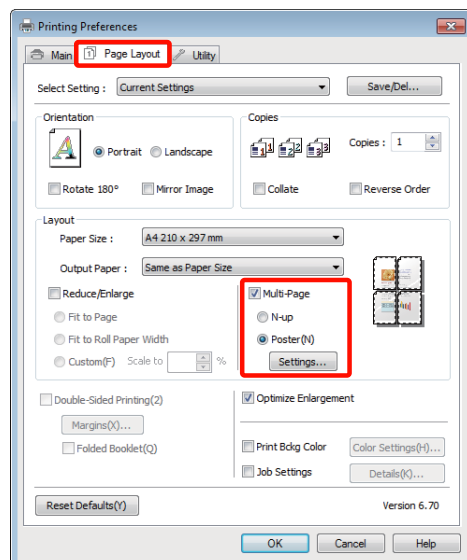 Printing Preferences
Main Page Layout Utility
Select Setting : Current Settings Save/Del...
Orientation Copies
Portrait Landscape Copies : 1
Rotate 180° Mirror Image Collate Reverse Order
Layout
Paper Size : A4 210 x 297 mm
Output Paper : Same as Paper Size
Reduce/Enlarge Multi-Page
Fit to Page N-up
Fit to Roll Paper Width Poster(N)
Custom(F) Scale to % Settings...
Double-Sided Printing(2) Optimize Enlargement
Margins(X)...
Folded Booklet(Q) Print Bckg Color Color Settings(H)...
Job Settings Details(K)...
Reset Defaults(Y) Version 6.70
OK Cancel Help